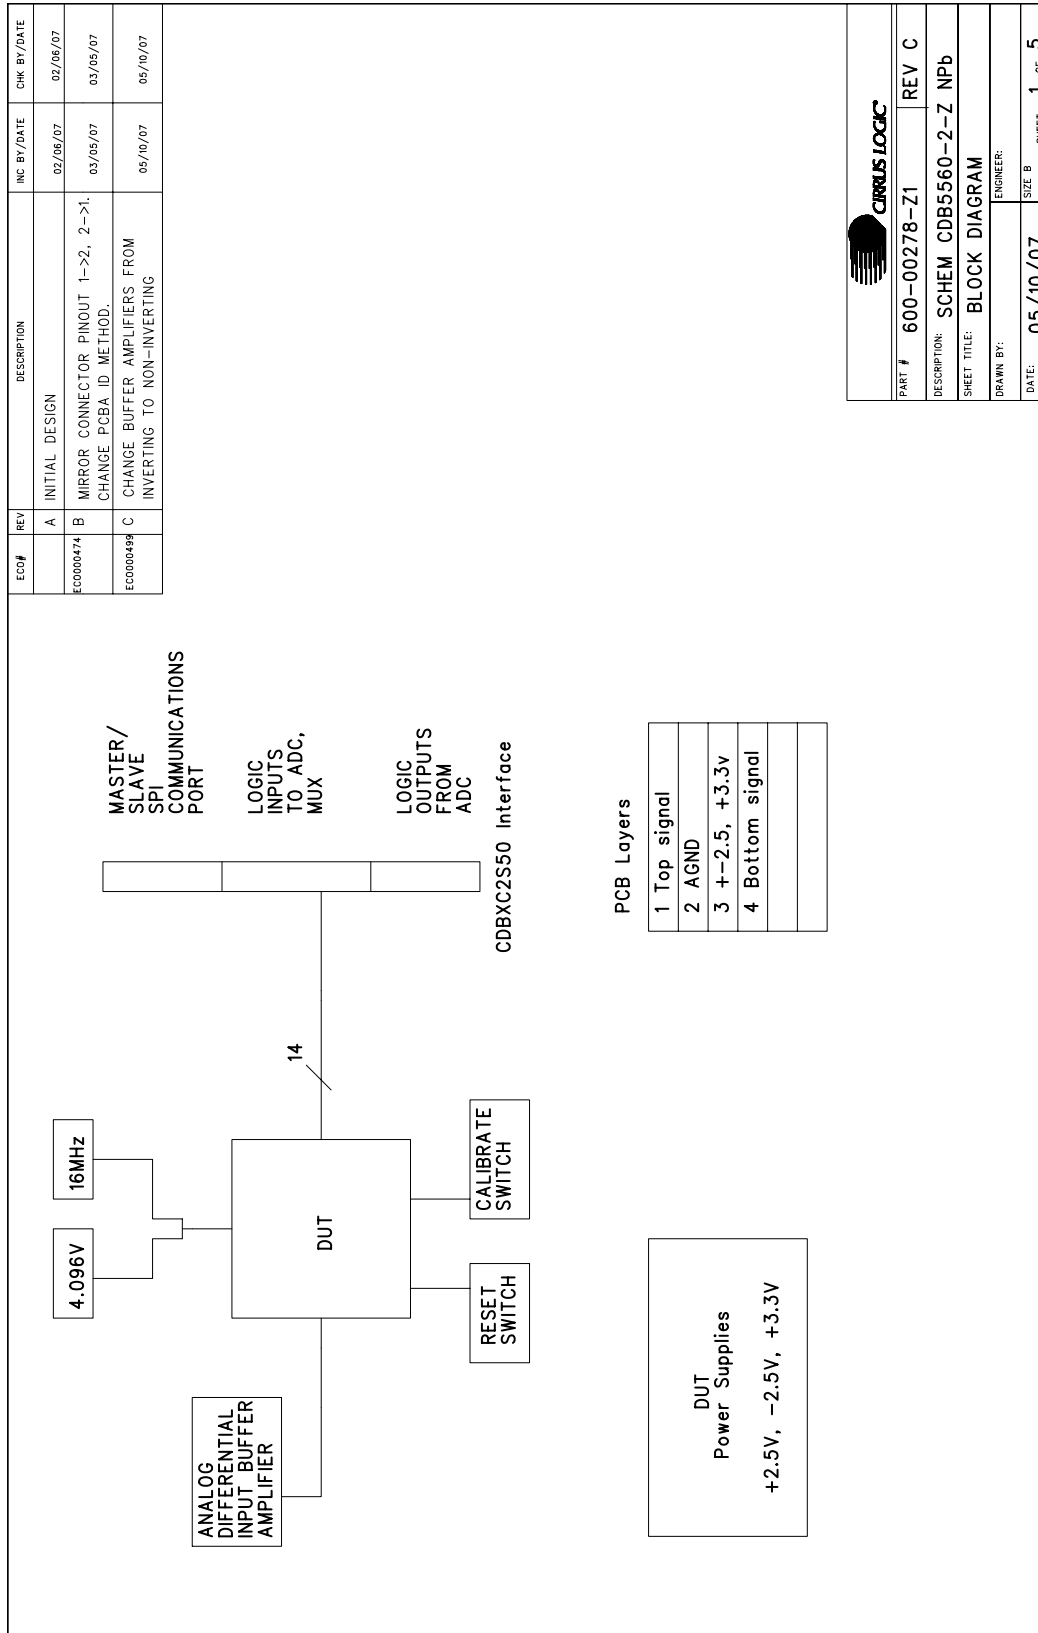 ECO#	REV	DESCRIPTION	INC BY/DATE	CHK BY/DATE
A	INITIAL DESIGN	02/06/07	02/06/07
ECO000474	B	MIRROR CONNECTOR PINOUT 1->2, 2->1.	03/05/07	03/05/07
CHANGE PCBA ID METHOD.
ECO000499	C	CHANGE BUFFER AMPLIFIERS FROM	05/10/07	05/10/07
INVERTING TO NON-INVERTING
4.096V
16MHz
ANALOG
DIFFERENTIAL
INPUT BUFFER
AMPLIFIER
DUT
14
RESET
SWITCH
CALIBRATE
SWITCH
MASTER/
SLAVE
SPI
COMMUNICATIONS
PORT
LOGIC
INPUTS
TO ADC,
MUX
LOGIC
OUTPUTS
FROM
ADC
CDBXC2S50 Interface
DUT
Power Supplies
+2.5V, -2.5V, +3.3V
PCB Layers
1 Top signal
2 AGND
3 +-2.5, +3.3v
4 Bottom signal
CIRRUS LOGIC
PART # 600-00278-Z1 REV C
DESCRIPTION: SCHEM CDB5560-2-Z NPb
SHEET TITLE: BLOCK DIAGRAM
DRAWN BY: ENGINEER:
DATE: 05/10/07 SIZE B SHEET 1 OF 5